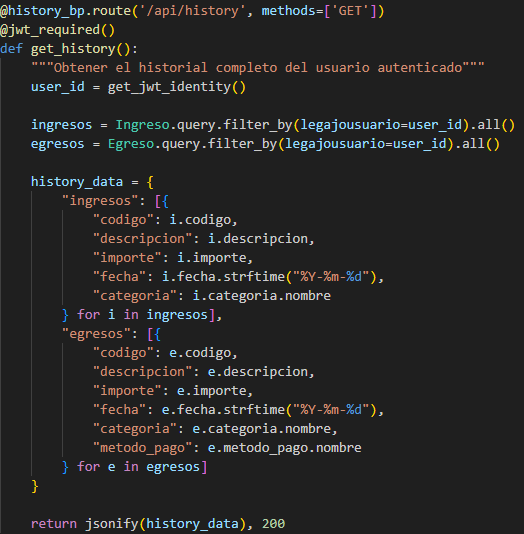 @history_bp.route('/api/history', methods=['GET'])
@jwt_required()
def get_history():
    """Obtener el historial completo del usuario autenticado"""
    user_id = get_jwt_identity()

    ingresos = Ingreso.query.filter_by(legajousuario=user_id).all()
    egresos = Egreso.query.filter_by(legajousuario=user_id).all()

    history_data = {
        "ingresos": [{
            "codigo": i.codigo,
            "descripcion": i.descripcion,
            "importe": i.importe,
            "fecha": i.fecha.strftime("%Y-%m-%d"),
            "categoria": i.categoria.nombre
        } for i in ingresos],
        "egresos": [{
            "codigo": e.codigo,
            "descripcion": e.descripcion,
            "importe": e.importe,
            "fecha": e.fecha.strftime("%Y-%m-%d"),
            "categoria": e.categoria.nombre,
            "metodo_pago": e.metodo_pago.nombre
        } for e in egresos]
    }

    return jsonify(history_data), 200